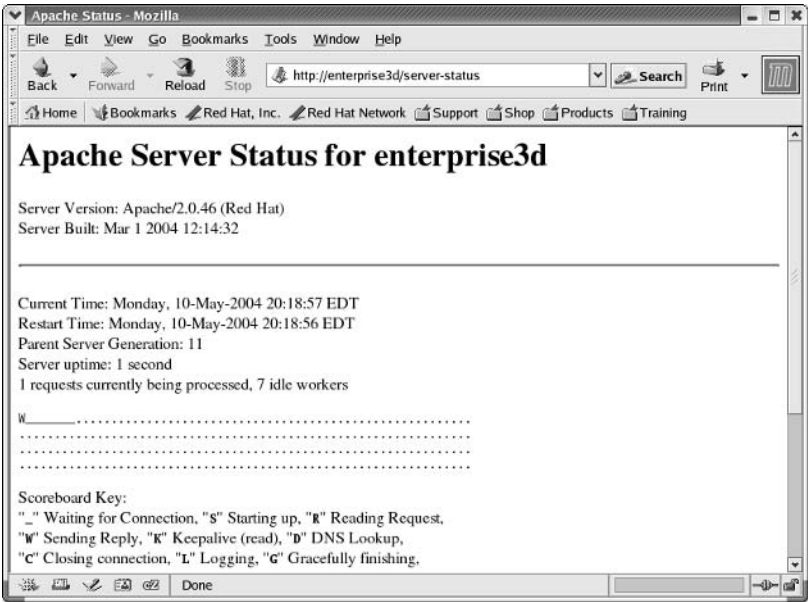 Apache Status - Mozilla
File Edit View Go Bookmarks Tools Window Help
Back Forward Reload Stop http://enterprise3d/server-status Search Print
Home Bookmarks Red Hat, Inc. Red Hat Network Support Shop Products Training
Apache Server Status for enterprise3d
Server Version: Apache/2.0.46 (Red Hat)
Server Built: Mar 1 2004 12:14:32
Current Time: Monday, 10-May-2004 20:18:57 EDT
Restart Time: Monday, 10-May-2004 20:18:56 EDT
Parent Server Generation: 11
Server uptime: 1 second
1 requests currently being processed, 7 idle workers
W_______........................................................
................................................................
................................................................
................................................................
Scoreboard Key:
"_" Waiting for Connection, "S" Starting up, "R" Reading Request,
"W" Sending Reply, "K" Keepalive (read), "D" DNS Lookup,
"C" Closing connection, "L" Logging, "G" Gracefully finishing,
Done